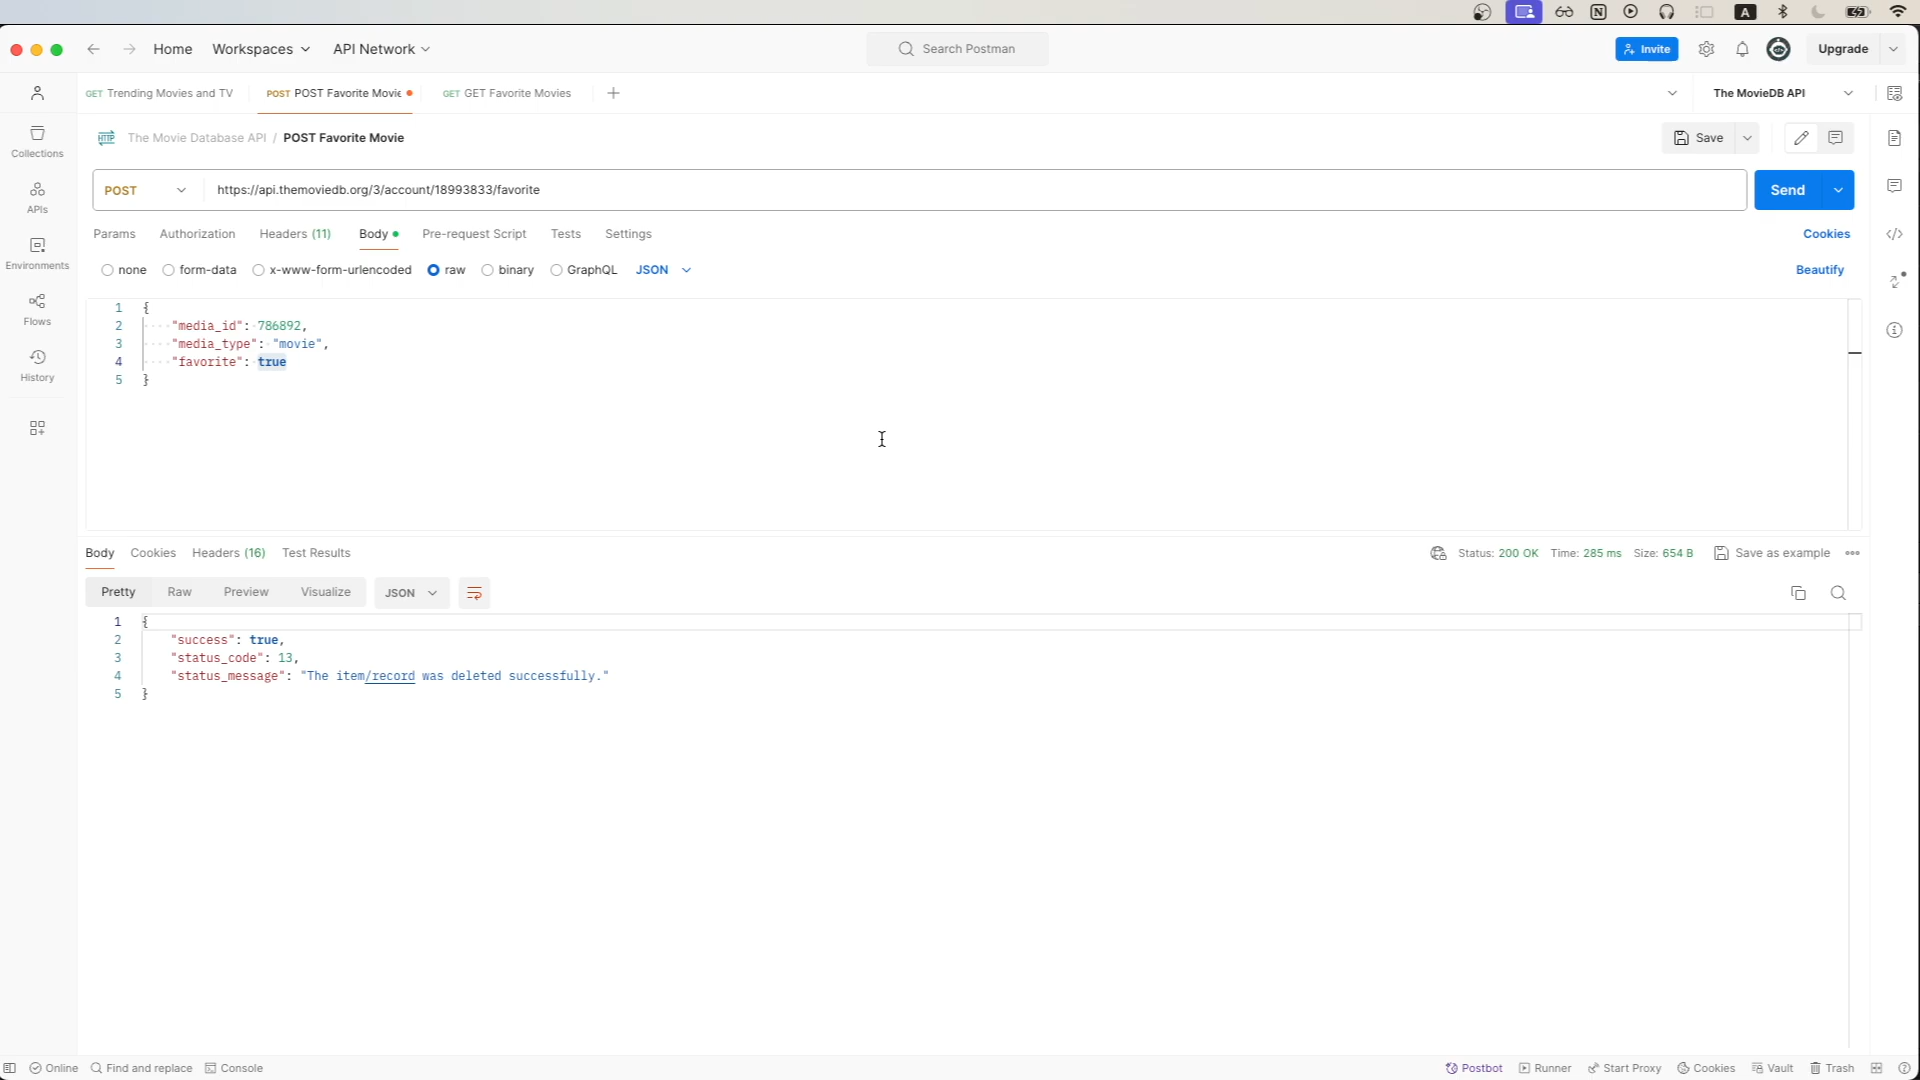 A
Home
Workspaces
API Network
Search Postman
Invite
Upgrade
GET Trending Movies and TV
POST POST Favorite Movie
GET GET Favorite Movies
The MovieDB API
HTTP The Movie Database API / POST Favorite Movie
Save
Collections
APIs
Environments
Flows
History
POST
https://api.themoviedb.org/3/account/18993833/favorite
Send
Params
Authorization
Headers (11)
Body
Pre-request Script
Tests
Settings
Cookies
none
form-data
x-www-form-urlencoded
raw
binary
GraphQL
JSON
Beautify
1 {
2 "media_id": 786892,
3 "media_type": "movie",
4 "favorite": true
5 }
Body
Cookies
Headers (16)
Test Results
Status: 200 OK
Time: 285 ms
Size: 654 B
Save as example
Pretty
Raw
Preview
Visualize
JSON
1 {
2 "success": true,
3 "status_code": 13,
4 "status_message": "The item/record was deleted successfully."
5 }
Online
Find and replace
Console
Postbot
Runner
Start Proxy
Cookies
Vault
Trash